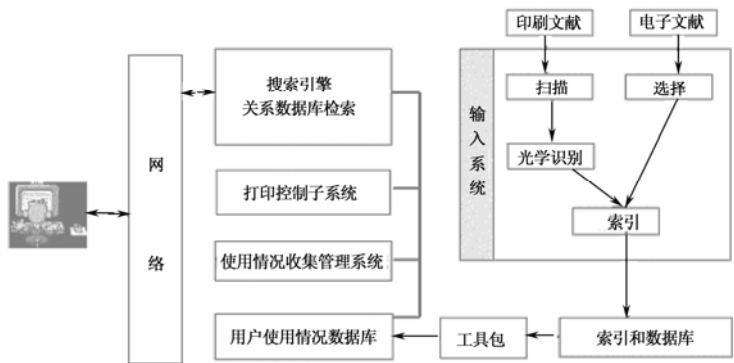 印刷文献
电子文献
搜索引擎
关系数据库检索
扫描
选择
输入系统
网络
光学识别
打印控制子系统
索引
使用情况收集管理系统
用户使用情况数据库
工具包
索引和数据库